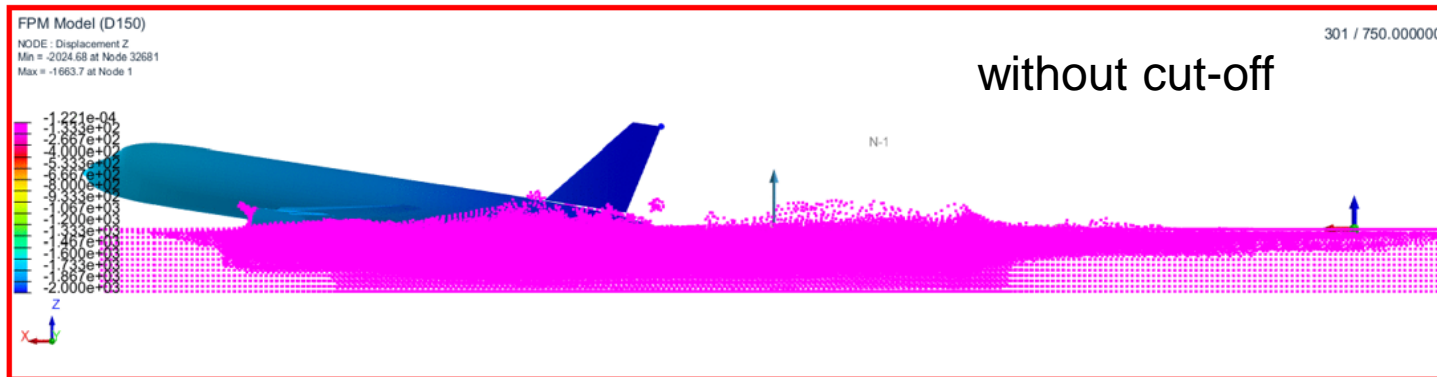 FPM Model (D150)
NODE : Displacement Z
Min = -2024.68 at Node 32681
Max = -1663.7 at Node 1
301 / 750.000000
without cut-off
N-1
-1.221e-04
-1.333e+02
-2.667e+02
-4.000e+02
-5.333e+02
-6.667e+02
-8.000e+02
-9.333e+02
-1.067e+03
-1.200e+03
-1.333e+03
-1.467e+03
-1.600e+03
-1.733e+03
-1.867e+03
-2.000e+03
Z
X
Y